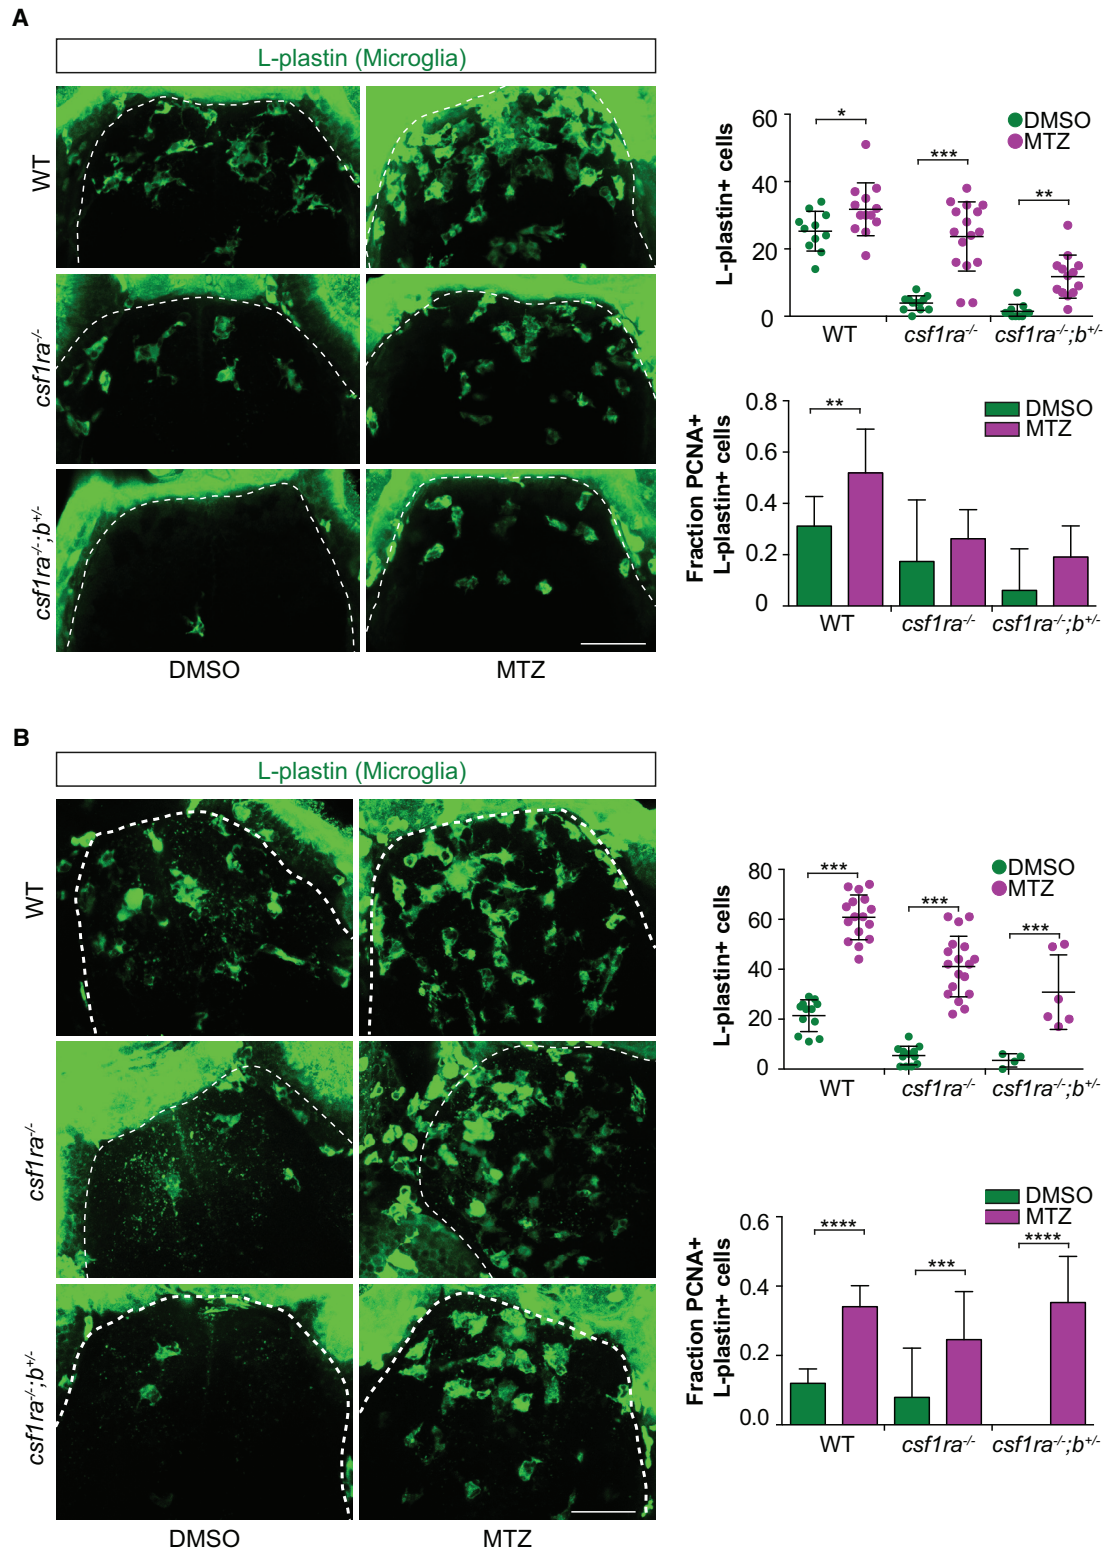 A
L-plastin (Microglia)
WT
csf1ra-/-
csf1ra-/-;b+/-
DMSO
MTZ
L-plastin+ cells
60
40
20
0
*
***
**
DMSO
MTZ
WT
csf1ra-/-
csf1ra-/-;b+/-
Fraction PCNA+
L-plastin+ cells
0.8
0.6
0.4
0.2
0
**
DMSO
MTZ
WT
csf1ra-/-
csf1ra-/-;b+/-
B
L-plastin (Microglia)
WT
csf1ra-/-
csf1ra-/-;b+/-
DMSO
MTZ
L-plastin+ cells
80
60
40
20
0
***
***
***
DMSO
MTZ
WT
csf1ra-/-
csf1ra-/-;b+/-
Fraction PCNA+
L-plastin+ cells
0.6
0.4
0.2
0.0
****
***
****
DMSO
MTZ
WT
csf1ra-/-
csf1ra-/-;b+/-